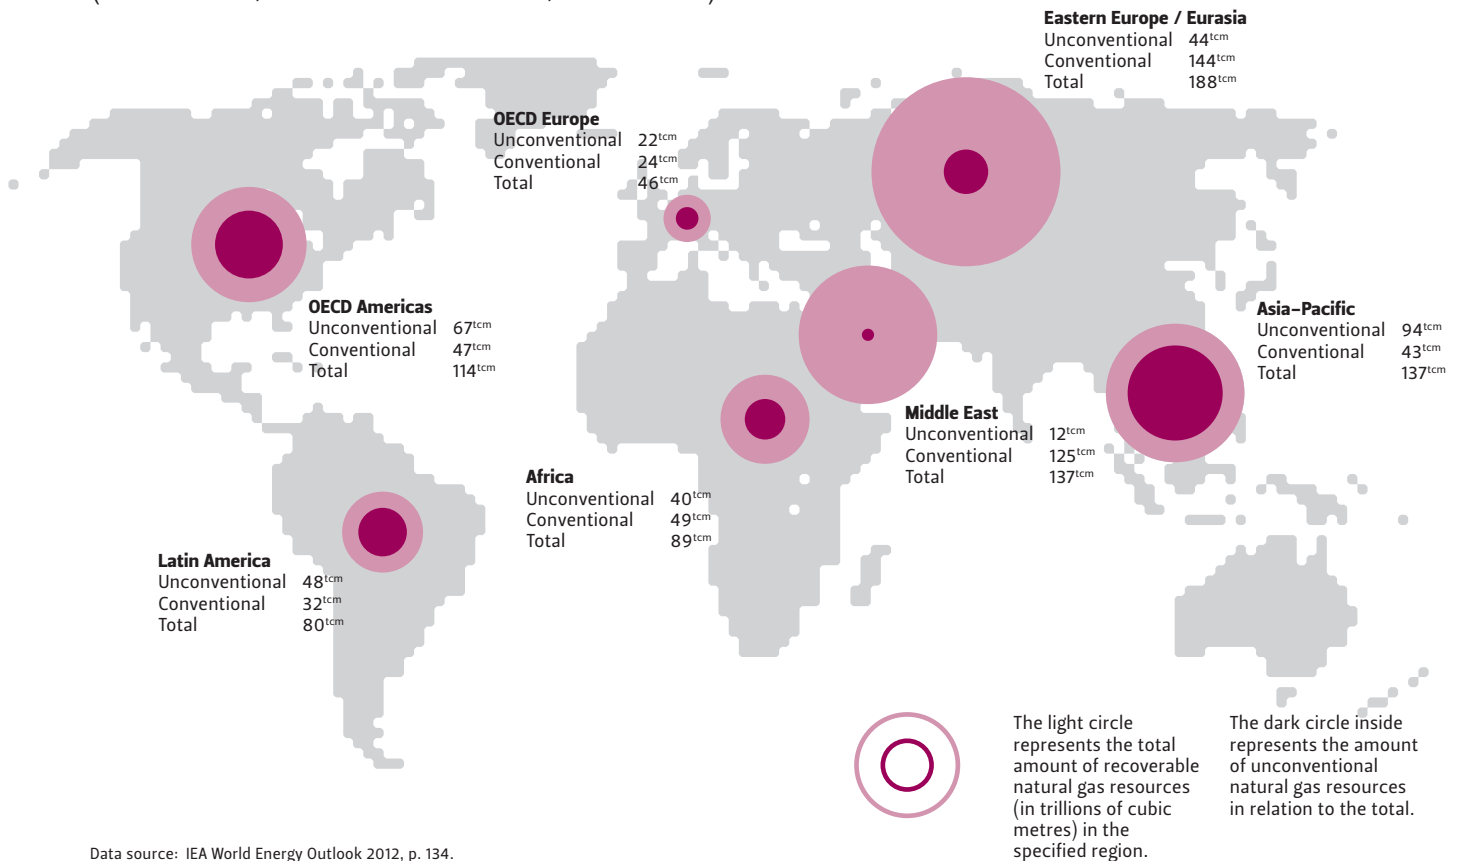 Eastern Europe / Eurasia
Unconventional 44tcm
Conventional 144tcm
Total 188tcm
OECD Europe
Unconventional 22tcm
Conventional 24tcm
Total 46tcm
OECD Americas
Unconventional 67tcm
Conventional 47tcm
Total 114tcm
Asia–Pacific
Unconventional 94tcm
Conventional 43tcm
Total 137tcm
Middle East
Unconventional 12tcm
Conventional 125tcm
Total 137tcm
Africa
Unconventional 40tcm
Conventional 49tcm
Total 89tcm
Latin America
Unconventional 48tcm
Conventional 32tcm
Total 80tcm
The light circle
represents the total
amount of recoverable
natural gas resources
(in trillions of cubic
metres) in the
specified region.
The dark circle inside
represents the amount
of unconventional
natural gas resources
in relation to the total.
Data source: IEA World Energy Outlook 2012, p. 134.